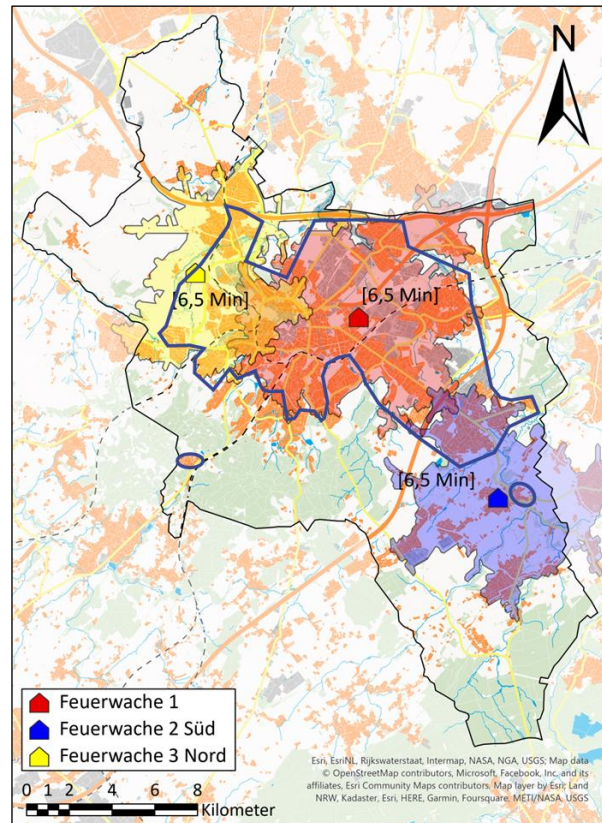 N
[6,5 Min]
[6,5 Min]
[6,5 Min]
Feuerwache 1
Feuerwache 2 Süd
Feuerwache 3 Nord
0 1 2 4 6 8
Kilometer
Esri, EsriNL, Rijkswaterstaat, Intermap, NASA, NGA, USGS; Map data
© OpenStreetMap contributors, Microsoft, Facebook, Inc. and its
affiliates, Esri Community Maps contributors, Map layer by Esri; Land
NRW, Kadaster, Esri, HERE, Garmin, Foursquare, METI/NASA, USGS